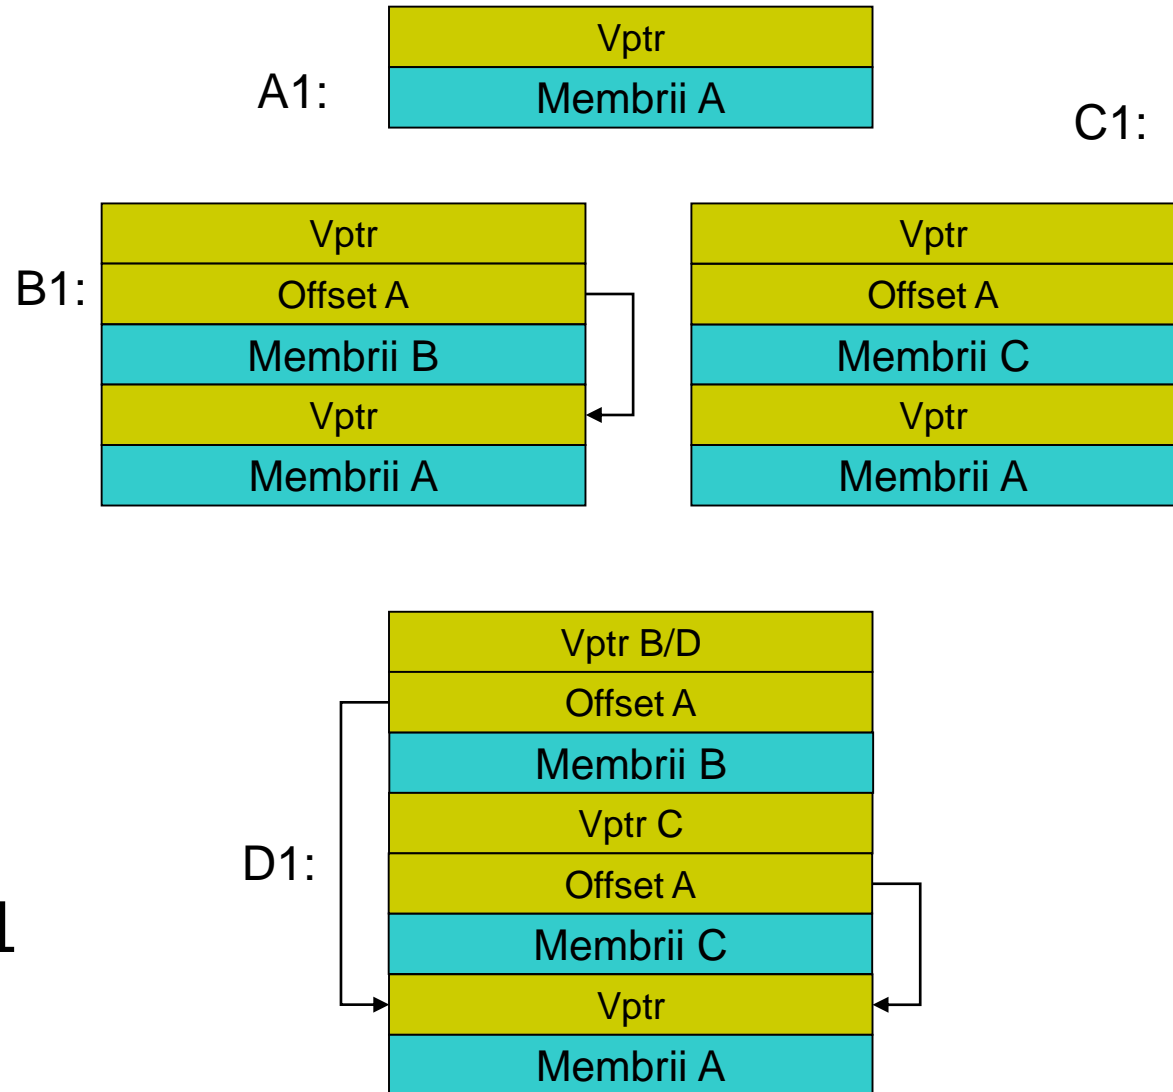 Vptr
A1:
Membrii A
C1:
Vptr
Vptr
B1:
Offset A
Offset A
Membrii B
Membrii C
Vptr
Vptr
Membrii A
Membrii A
Vptr B/D
Offset A
Membrii B
Vptr C
D1:
Offset A
Membrii C
Vptr
Membrii A